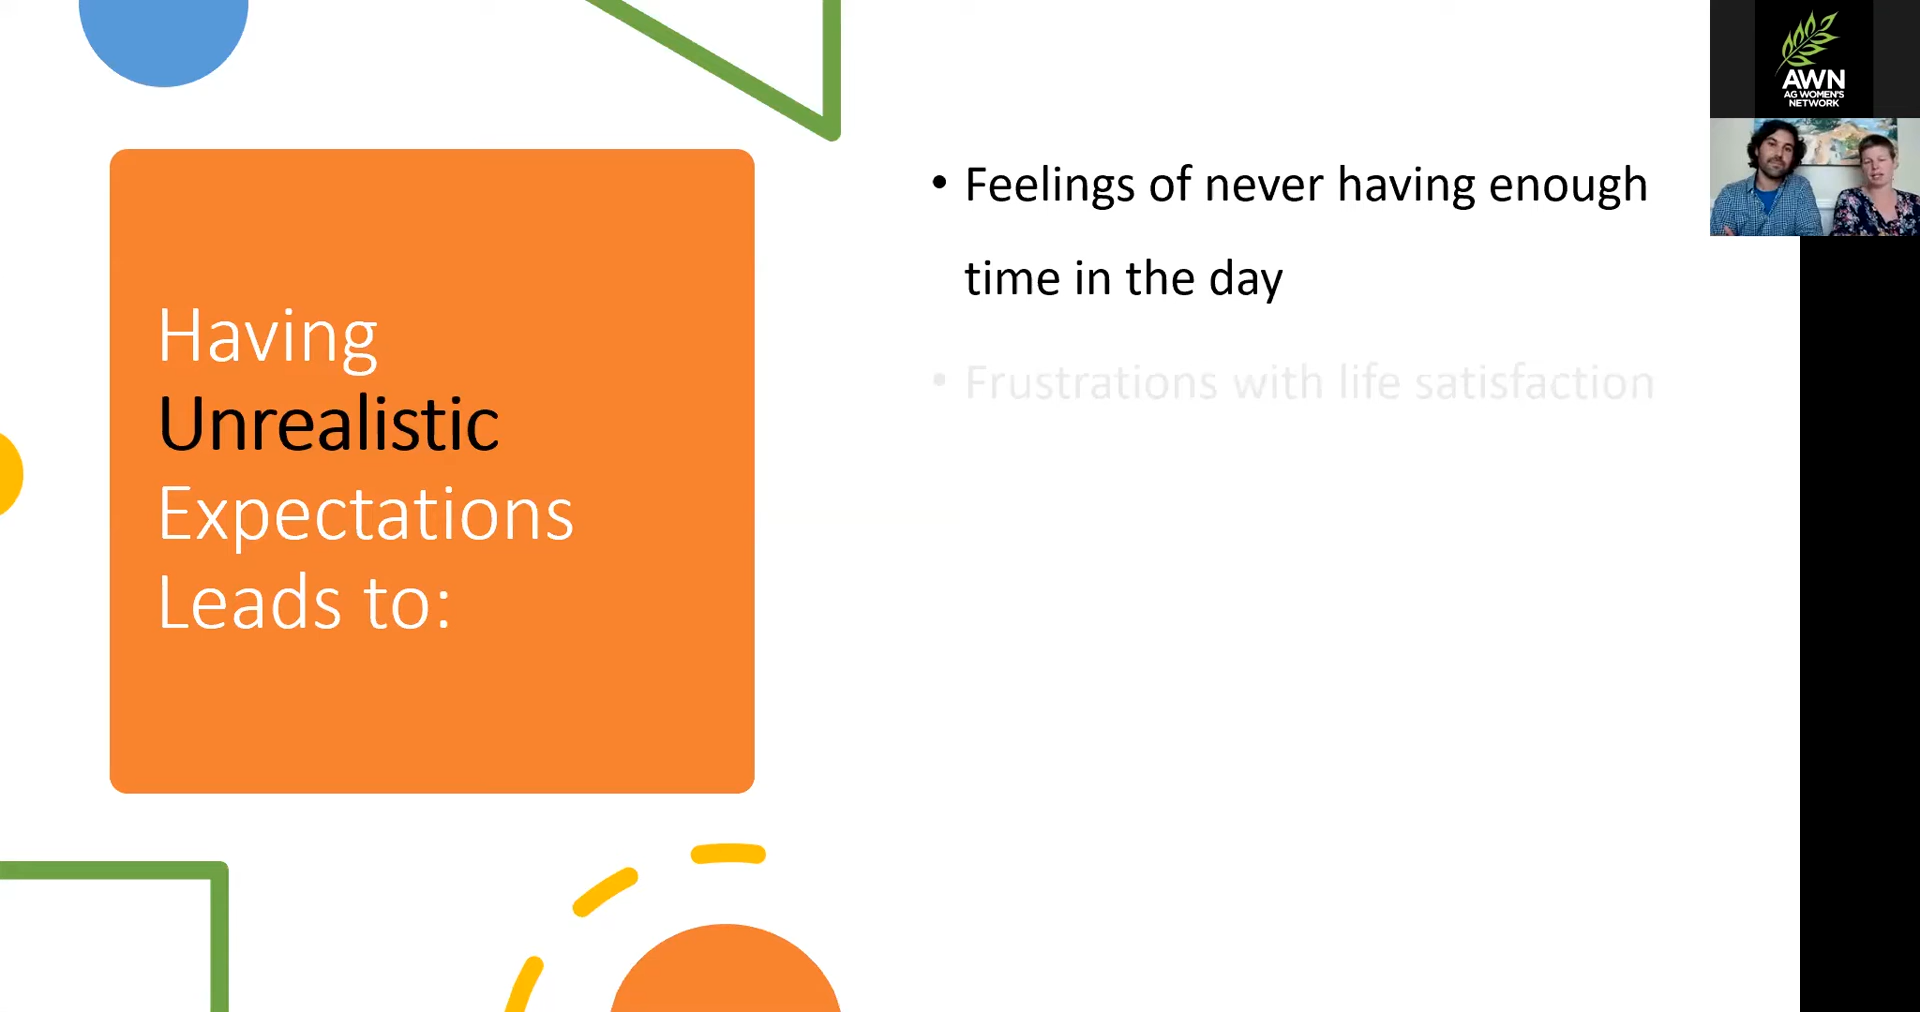 Having
Unrealistic
Expectations
Leads to:
• Feelings of never having enough
time in the day
• Frustrations with life satisfaction
AWN
AG WOMEN'S
NETWORK